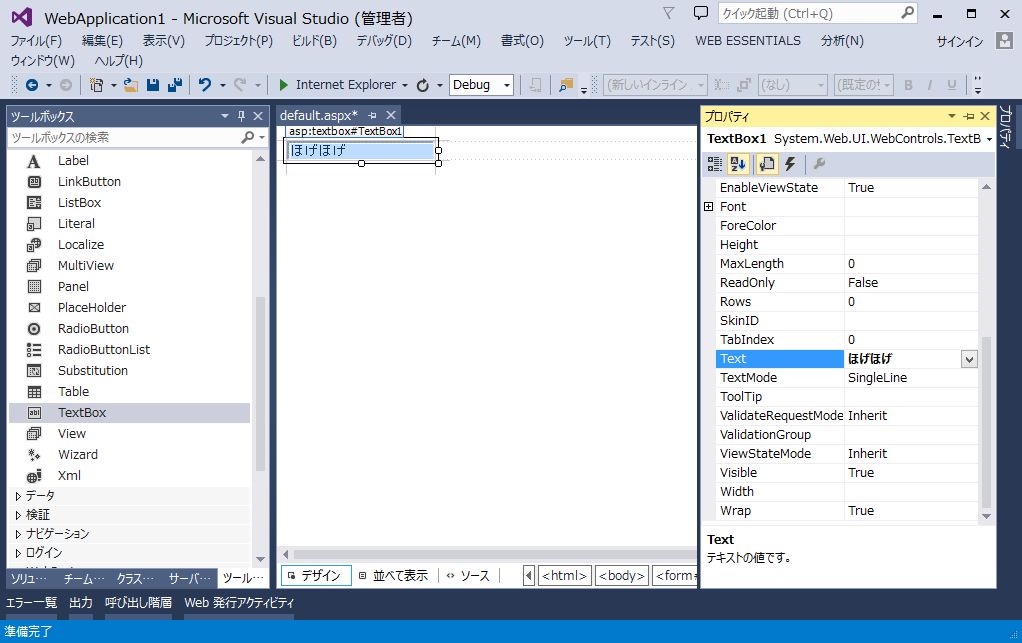 WebApplication1 - Microsoft Visual Studio (管理者)
クイック起動 (Ctrl+Q)
ファイル(F) 編集(E) 表示(V) プロジェクト(P) ビルド(B) デバッグ(D) チーム(M) 書式(O) ツール(T) テスト(S) WEB ESSENTIALS 分析(N) サインイン
ウィンドウ(W) ヘルプ(H)
Internet Explorer Debug (新しいインライン (なし) (既定のサ B I U
ツールボックス
ツールボックスの検索
Label
LinkButton
ListBox
Literal
Localize
MultiView
Panel
PlaceHolder
RadioButton
RadioButtonList
Substitution
Table
TextBox
View
Wizard
Xml
データ
検証
ナビゲーション
ログイン
ソリュ… チーム… クラス… サーバー… ツール…
default.aspx*
asp:textbox#TextBox1
ほげほげ
デザイン 並べて表示 ソース <html> <body> <form#
プロパティ
TextBox1 System.Web.UI.WebControls.TextB
EnableViewState True
Font
ForeColor
Height
MaxLength 0
ReadOnly False
Rows 0
SkinID
TabIndex 0
Text ほげほげ
TextMode SingleLine
ToolTip
ValidateRequestMode Inherit
ValidationGroup
ViewStateMode Inherit
Visible True
Width
Wrap True
Text
テキストの値です。
プロパティ
エラー一覧 出力 呼び出し階層 Web 発行アクティビティ
準備完了